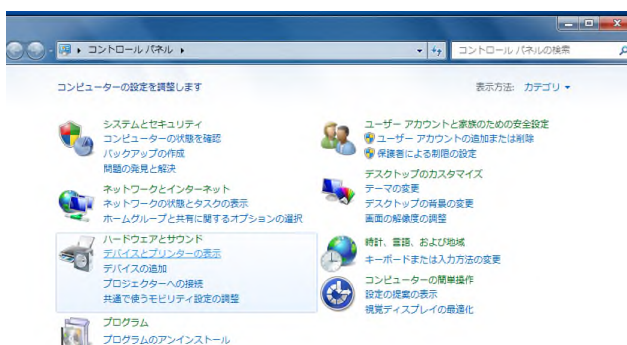 コントロール パネル
コントロール パネルの検索
コンピューターの設定を調整します
表示方法: カテゴリ
システムとセキュリティ
コンピューターの状態を確認
バックアップの作成
問題の発見と解決
ネットワークとインターネット
ネットワークの状態とタスクの表示
ホームグループと共有に関するオプションの選択
ハードウェアとサウンド
デバイスとプリンターの表示
デバイスの追加
プロジェクターへの接続
共通で使うモビリティ設定の調整
プログラム
プログラムのアンインストール
ユーザー アカウントと家族のための安全設定
ユーザー アカウントの追加または削除
保護者による制限の設定
デスクトップのカスタマイズ
テーマの変更
デスクトップの背景の変更
画面の解像度の調整
時計、言語、および地域
キーボードまたは入力方法の変更
コンピューターの簡単操作
設定の提案の表示
視覚ディスプレイの最適化